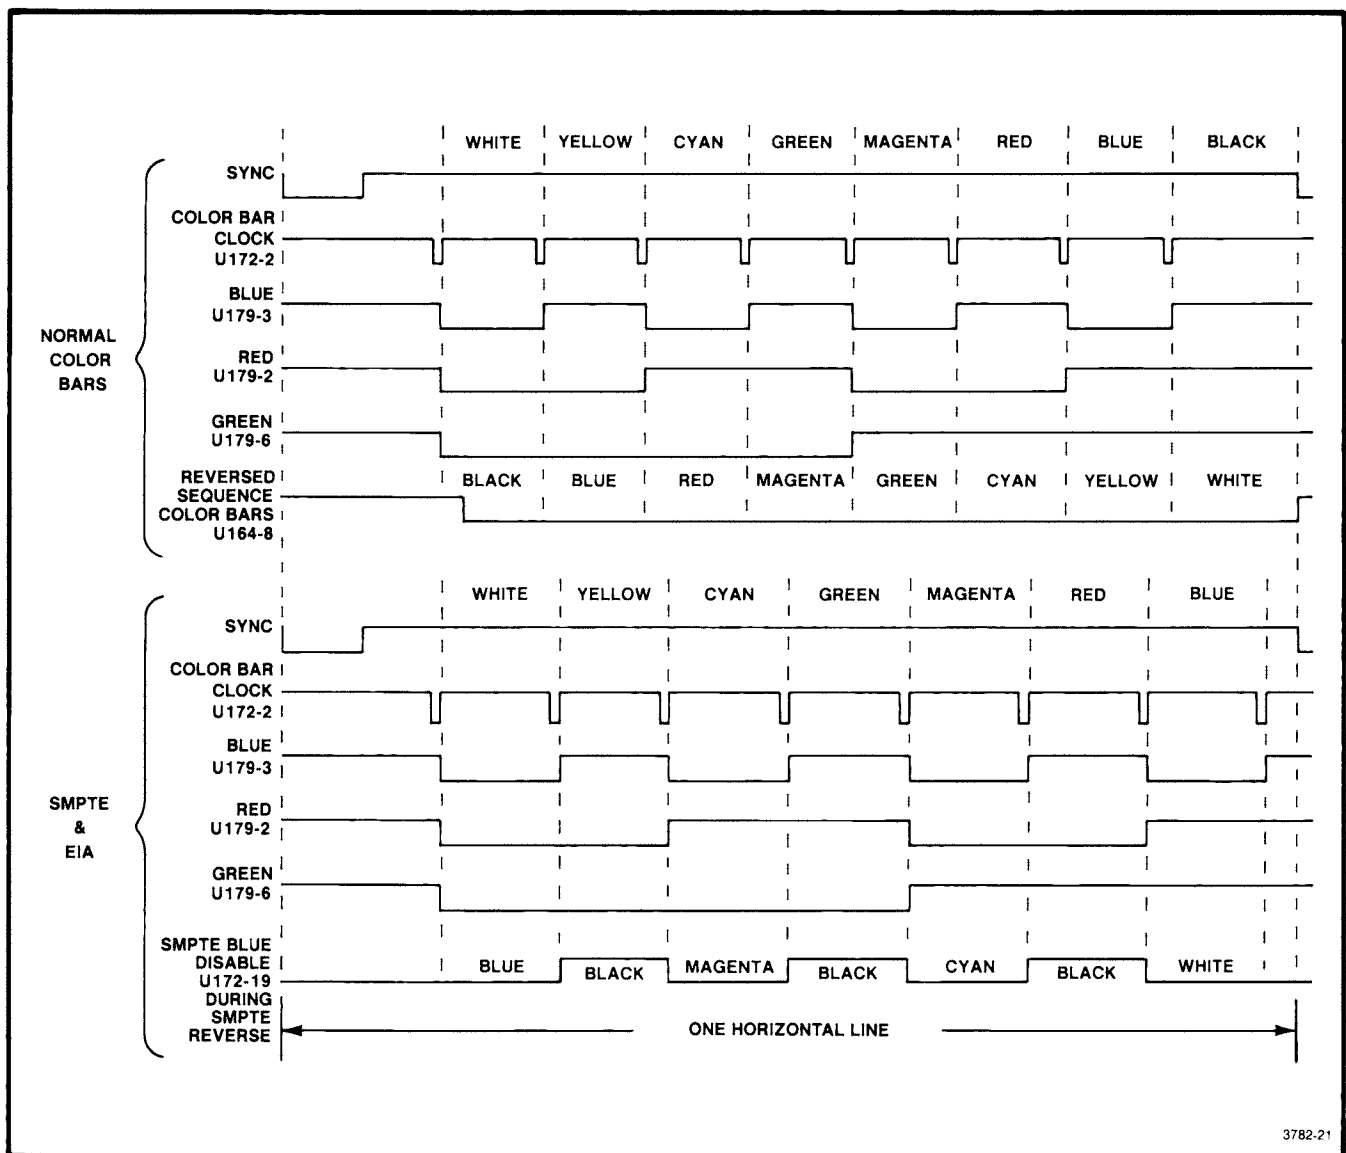 WHITE YELLOW CYAN GREEN MAGENTA RED BLUE BLACK
SYNC
COLOR BAR
CLOCK
U172-2
BLUE
U179-3
NORMAL
COLOR
BARS
RED
U179-2
GREEN
U179-6
REVERSED
SEQUENCE
COLOR BARS
U164-8
BLACK BLUE RED MAGENTA GREEN CYAN YELLOW WHITE
WHITE YELLOW CYAN GREEN MAGENTA RED BLUE
SYNC
COLOR BAR
CLOCK
U172-2
BLUE
U179-3
SMPTE
&
EIA
RED
U179-2
GREEN
U179-6
SMPTE BLUE
DISABLE
U172-19
DURING
SMPTE
REVERSE
BLUE BLACK MAGENTA BLACK CYAN BLACK WHITE
ONE HORIZONTAL LINE
3782-21